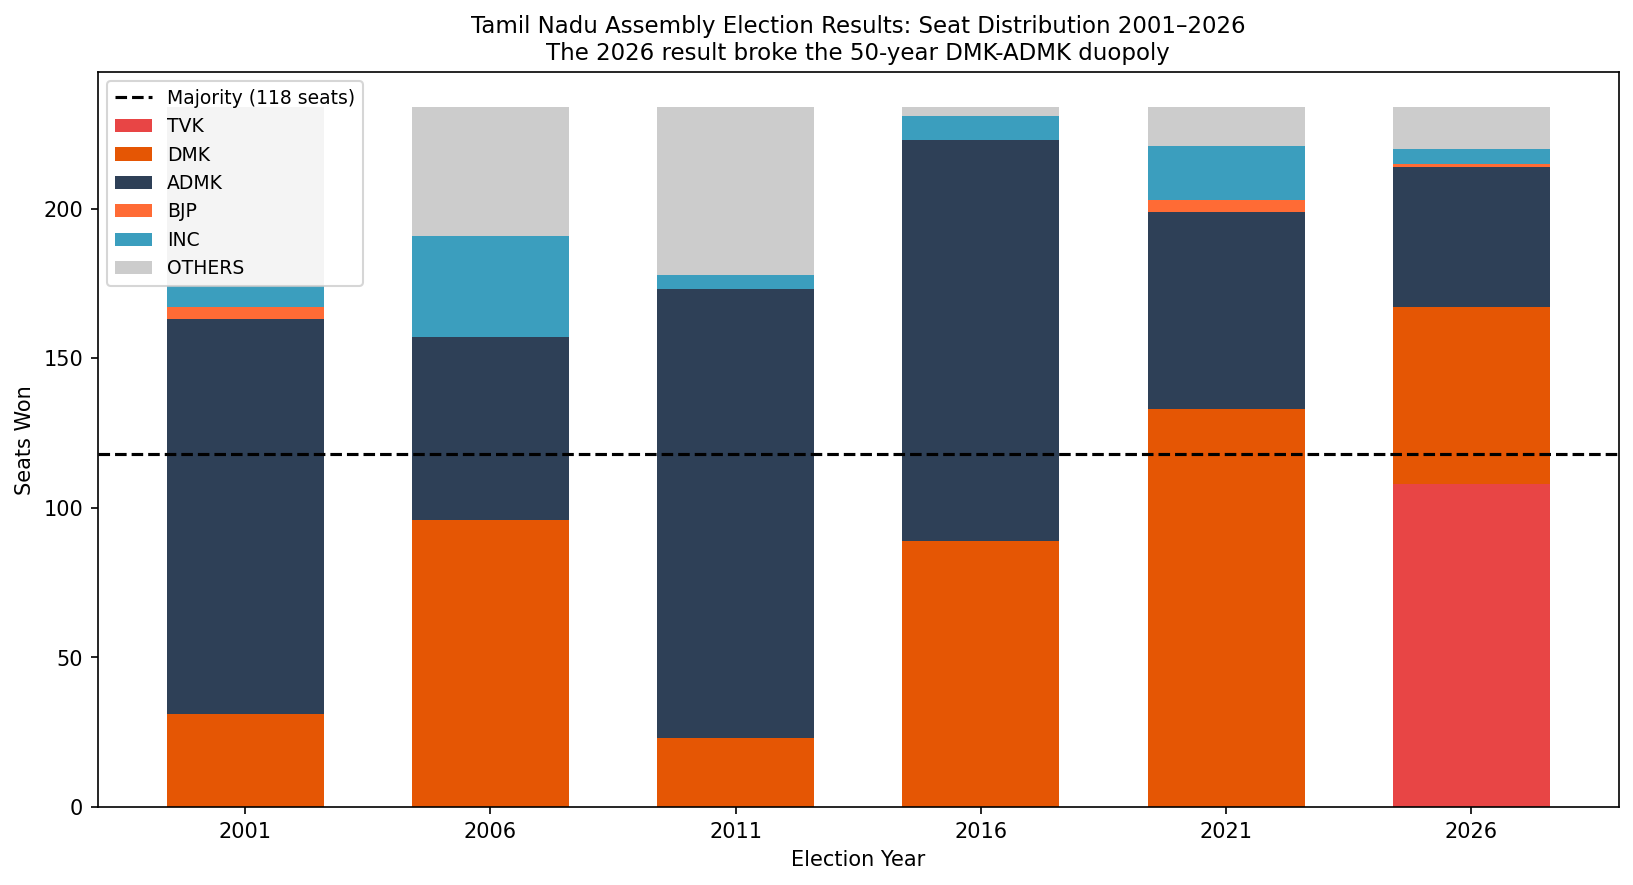 Tamil Nadu Assembly Election Results: Seat Distribution 2001–2026
The 2026 result broke the 50-year DMK-ADMK duopoly
Majority (118 seats)
TVK
DMK
ADMK
BJP
INC
OTHERS
Seats Won
200
150
100
50
0
2001 2006 2011 2016 2021 2026
Election Year